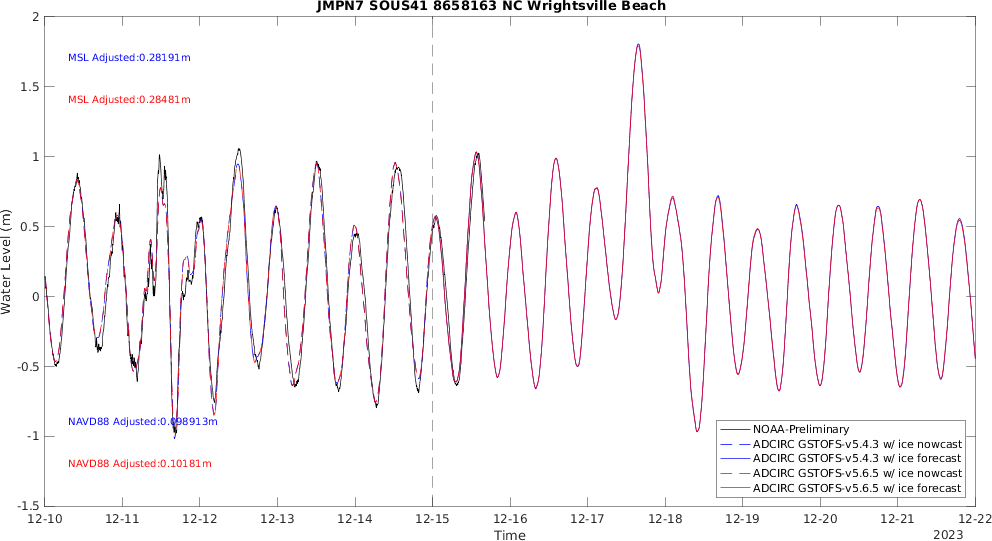 JMPN7 SOUS41 8658163 NC Wrightsville Beach
2
1.5
1
0.5
0
-0.5
-1
-1.5
Water Level (m)
MSL Adjusted:0.28191m
MSL Adjusted:0.28481m
NAVD88 Adjusted:0.098913m
NAVD88 Adjusted:0.10181m
NOAA-Preliminary
ADCIRC GSTOFS-v5.4.3 w/ ice nowcast
ADCIRC GSTOFS-v5.4.3 w/ ice forecast
ADCIRC GSTOFS-v5.6.5 w/ ice nowcast
ADCIRC GSTOFS-v5.6.5 w/ ice forecast
12-10 12-11 12-12 12-13 12-14 12-15 12-16 12-17 12-18 12-19 12-20 12-21 12-22
Time
2023